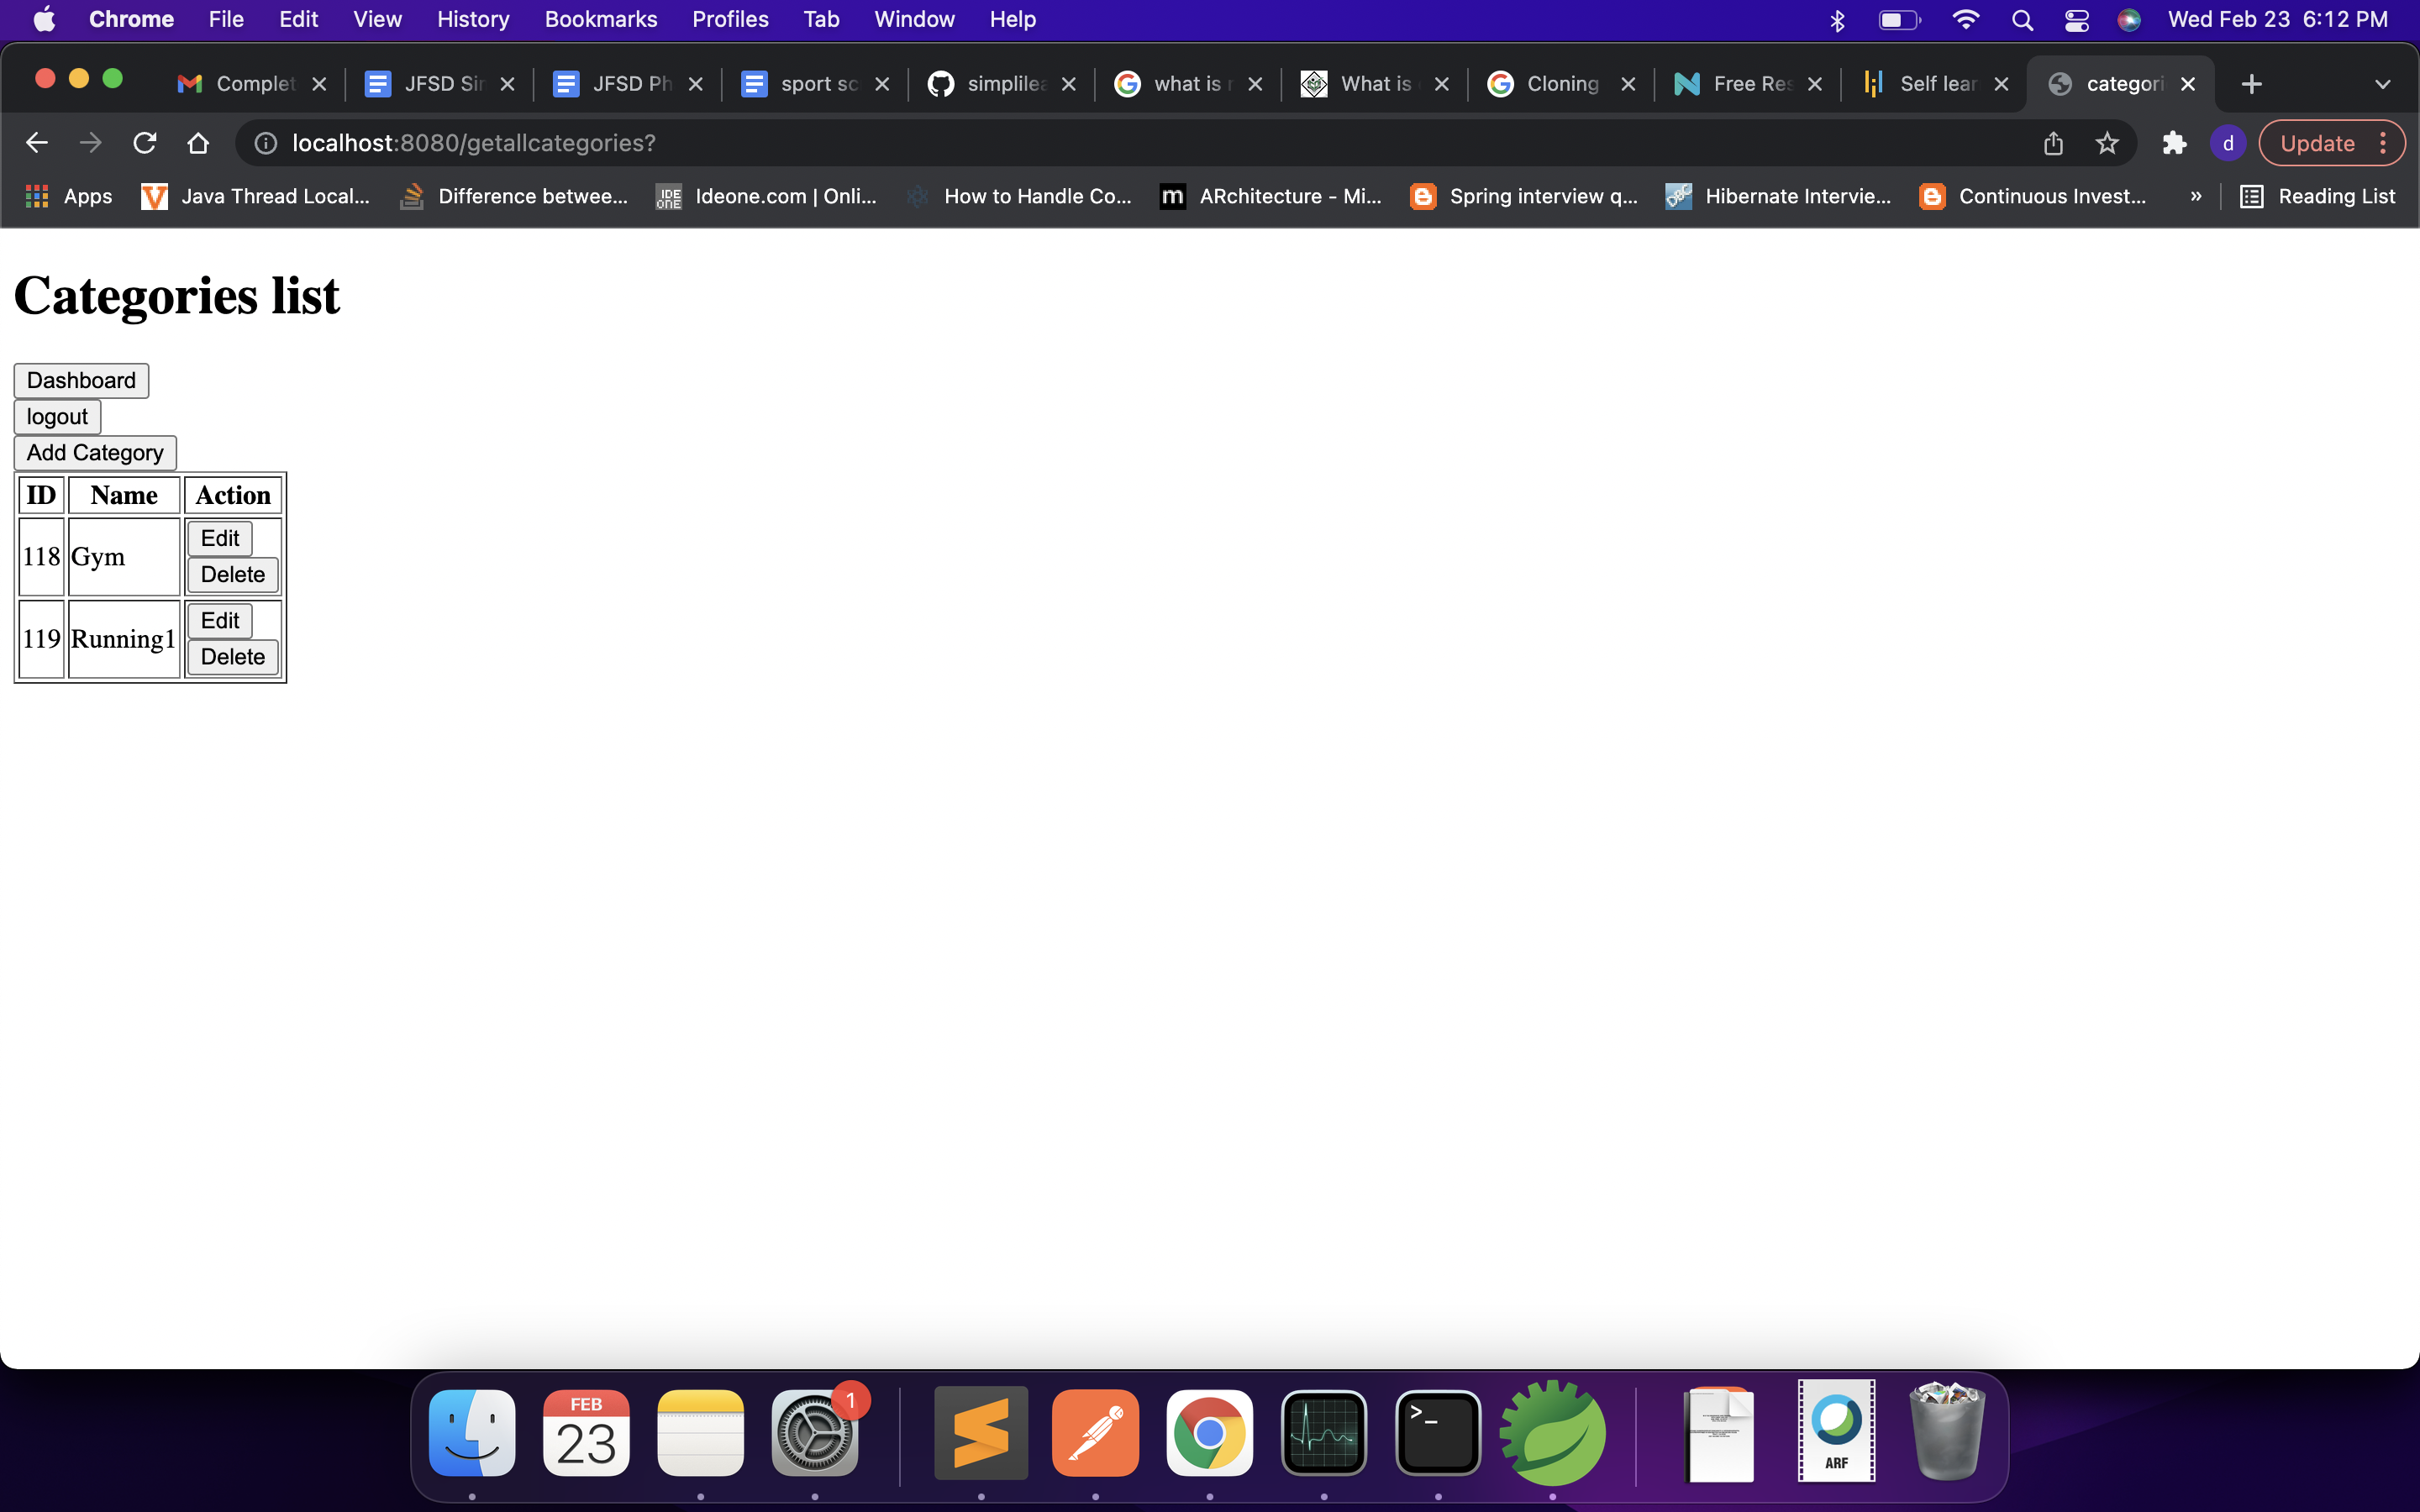 Chrome File Edit View History Bookmarks Profiles Tab Window Help Wed Feb 23 6:12 PM
Complet JFSD Sir JFSD Ph sport sc simplilea what is What is Cloning Free Res Self lear categori
localhost:8080/getallcategories? d Update
Apps Java Thread Local... Difference betwee... IDE ONE Ideone.com | Onli... How to Handle Co... m ARchitecture - Mi... Spring interview q... Hibernate Intervie... Continuous Invest... » Reading List
Categories list
Dashboard
logout
Add Category
ID Name Action
118 Gym Edit
Delete
119 Running1 Edit
Delete
FEB
23
1
>_
ARF